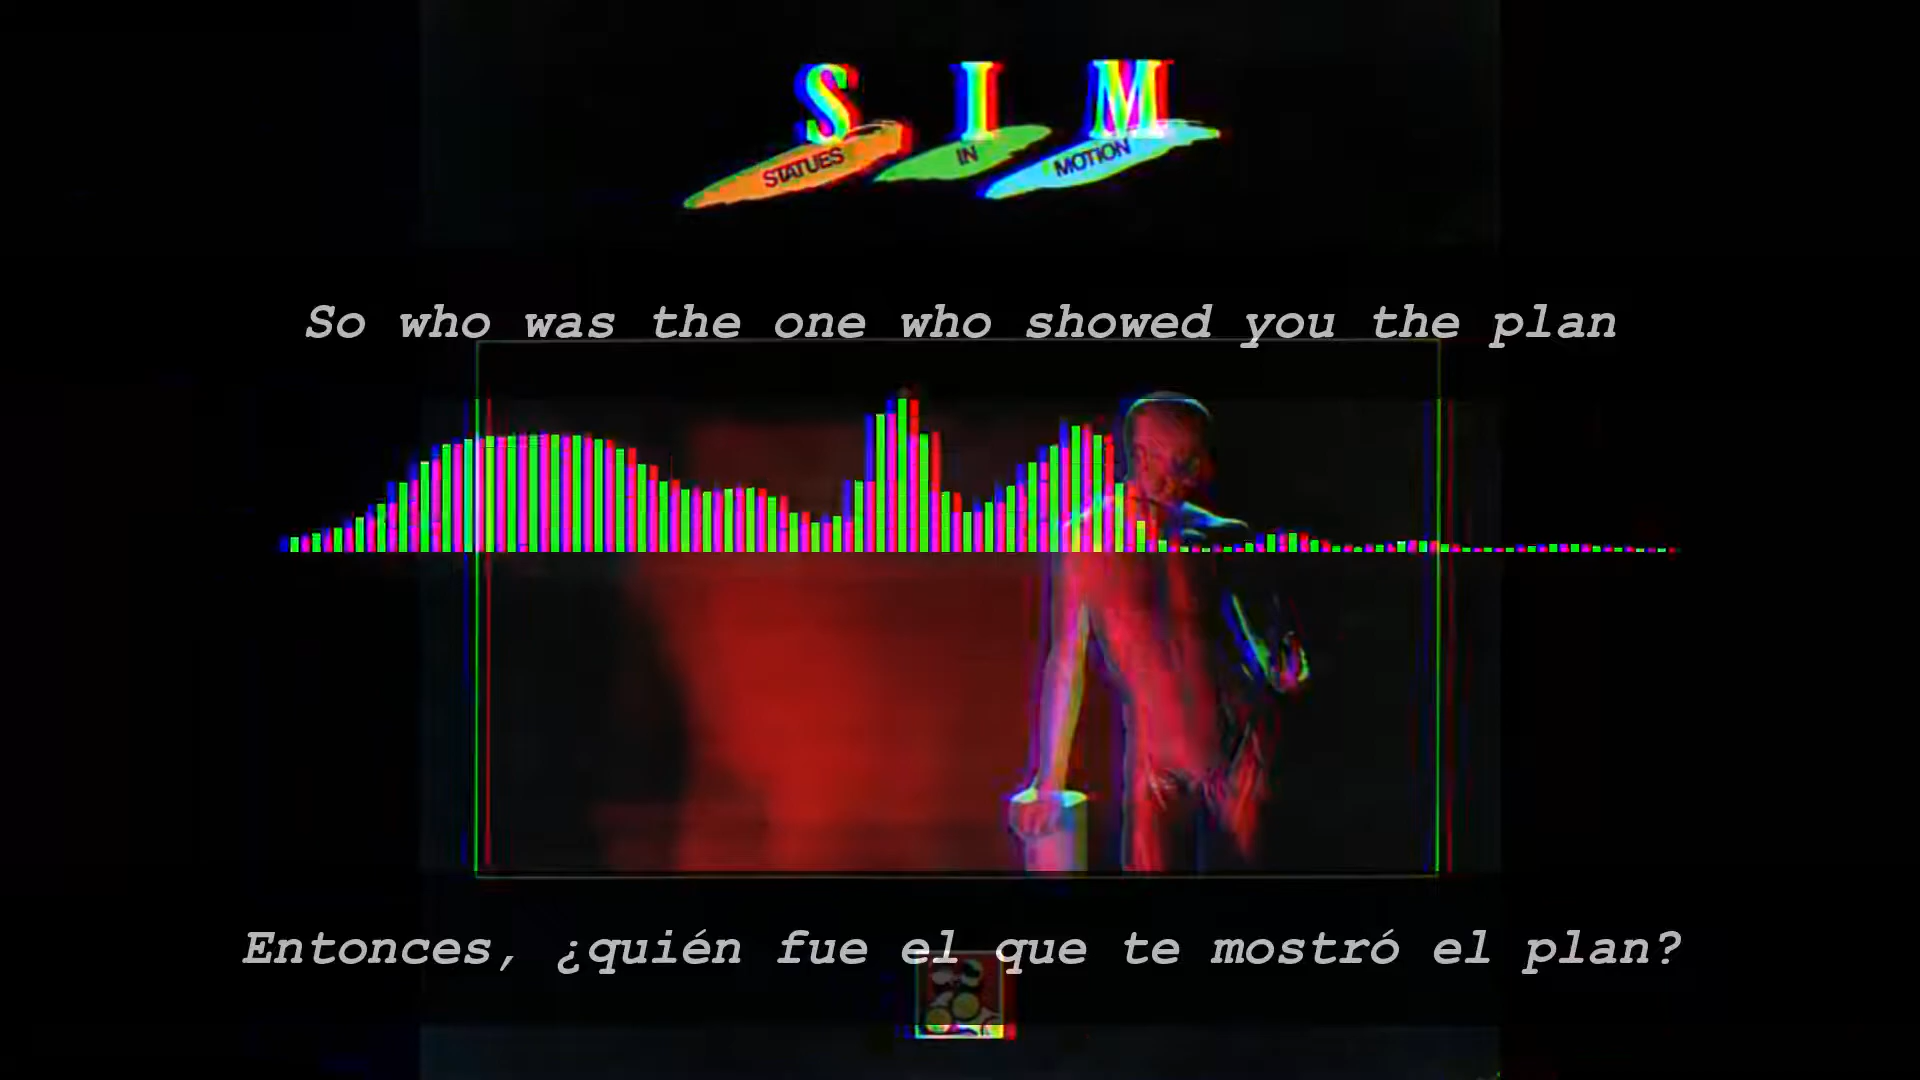 S I M
STATUES IN MOTION
So who was the one who showed you the plan
Entonces, ¿quién fue el que te mostró el plan?